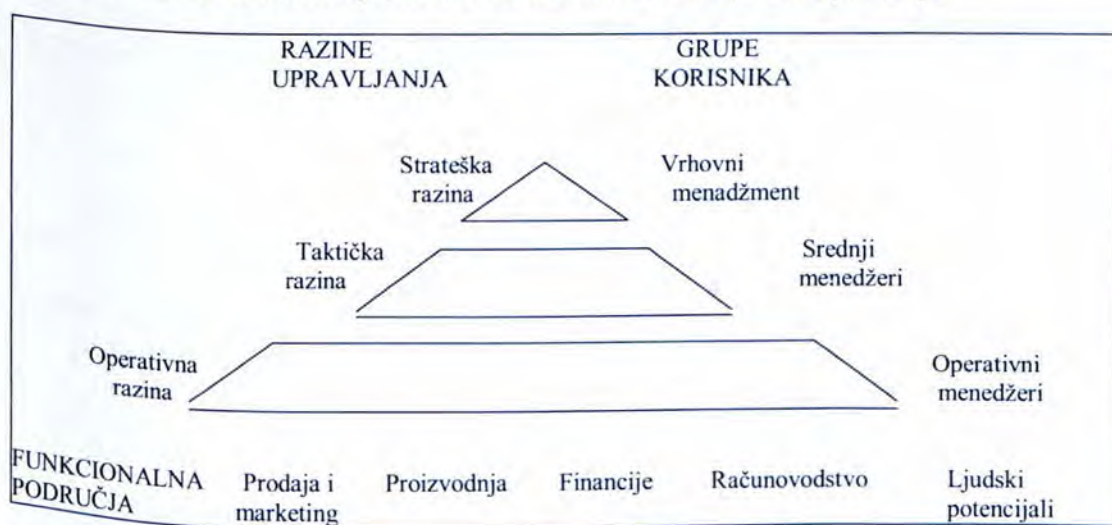 RAZINE
UPRAVLJANJA
GRUPE
KORISNIKA
Strateška
razina
Vrhovni
menadžment
Taktička
razina
Srednji
menedžeri
Operativna
razina
Operativni
menedžeri
FUNKCIONALNA
PODRUČJA
Prodaja i
marketing
Proizvodnja
Financije
Računovodstvo
Ljudski
potencijali